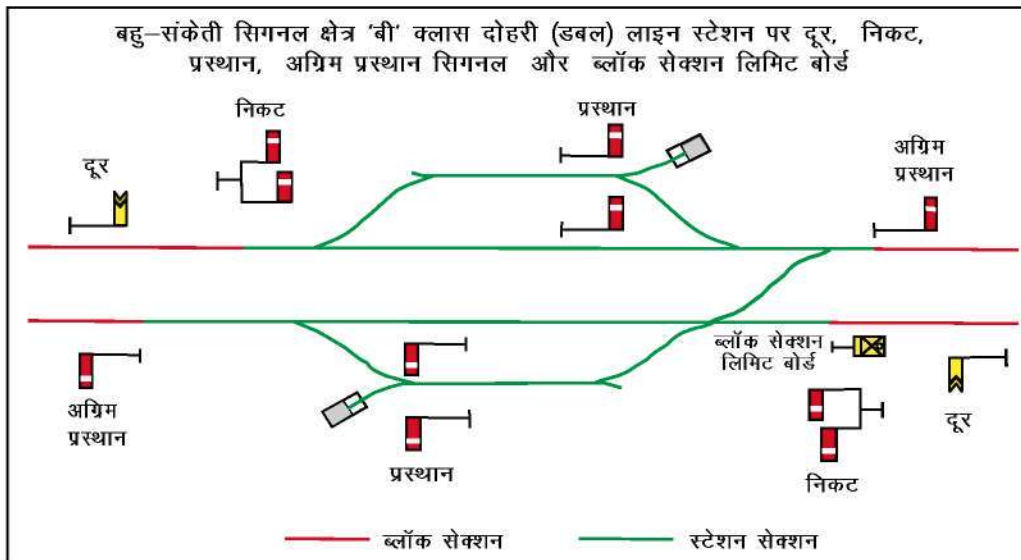 बहु–संकेती सिगनल क्षेत्र ‘बी’ क्लास दोहरी (डबल) लाइन स्टेशन पर दूर, निकट,
प्रस्थान, अग्रिम प्रस्थान सिगनल और ब्लॉक सेक्शन लिमिट बोर्ड
निकट
प्रस्थान
दूर
अग्रिम
प्रस्थान
ब्लॉक सेक्शन
लिमिट बोर्ड
अग्रिम
प्रस्थान
प्रस्थान
निकट
दूर
ब्लॉक सेक्शन
स्टेशन सेक्शन